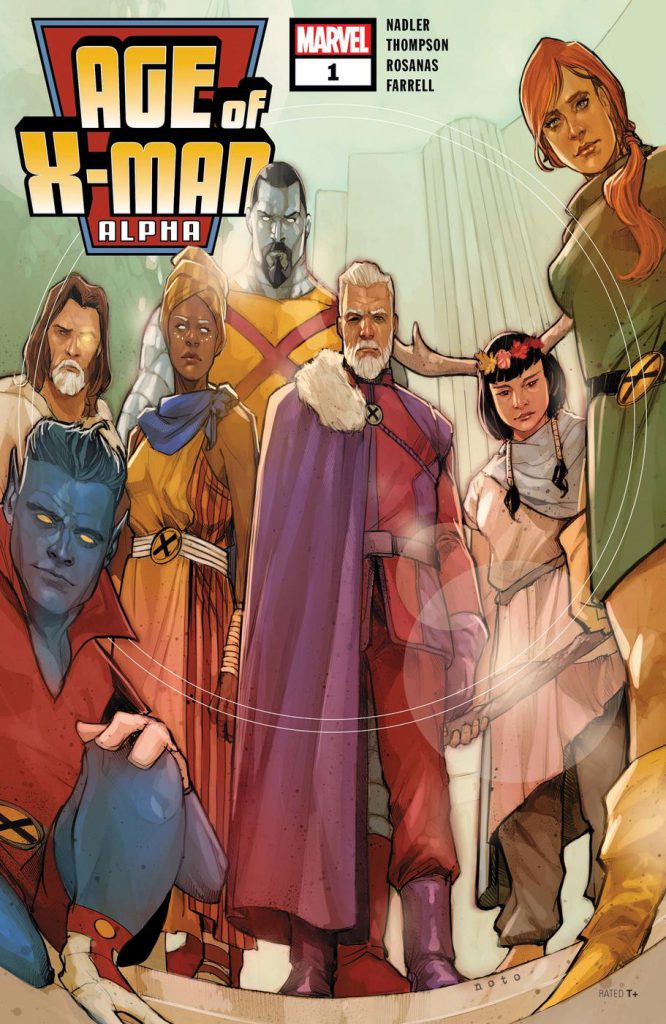 AGE OF
X-MAN
ALPHA
MARVEL
1
NADLER
THOMPSON
ROSANAS
FARRELL
noto
RATED T+